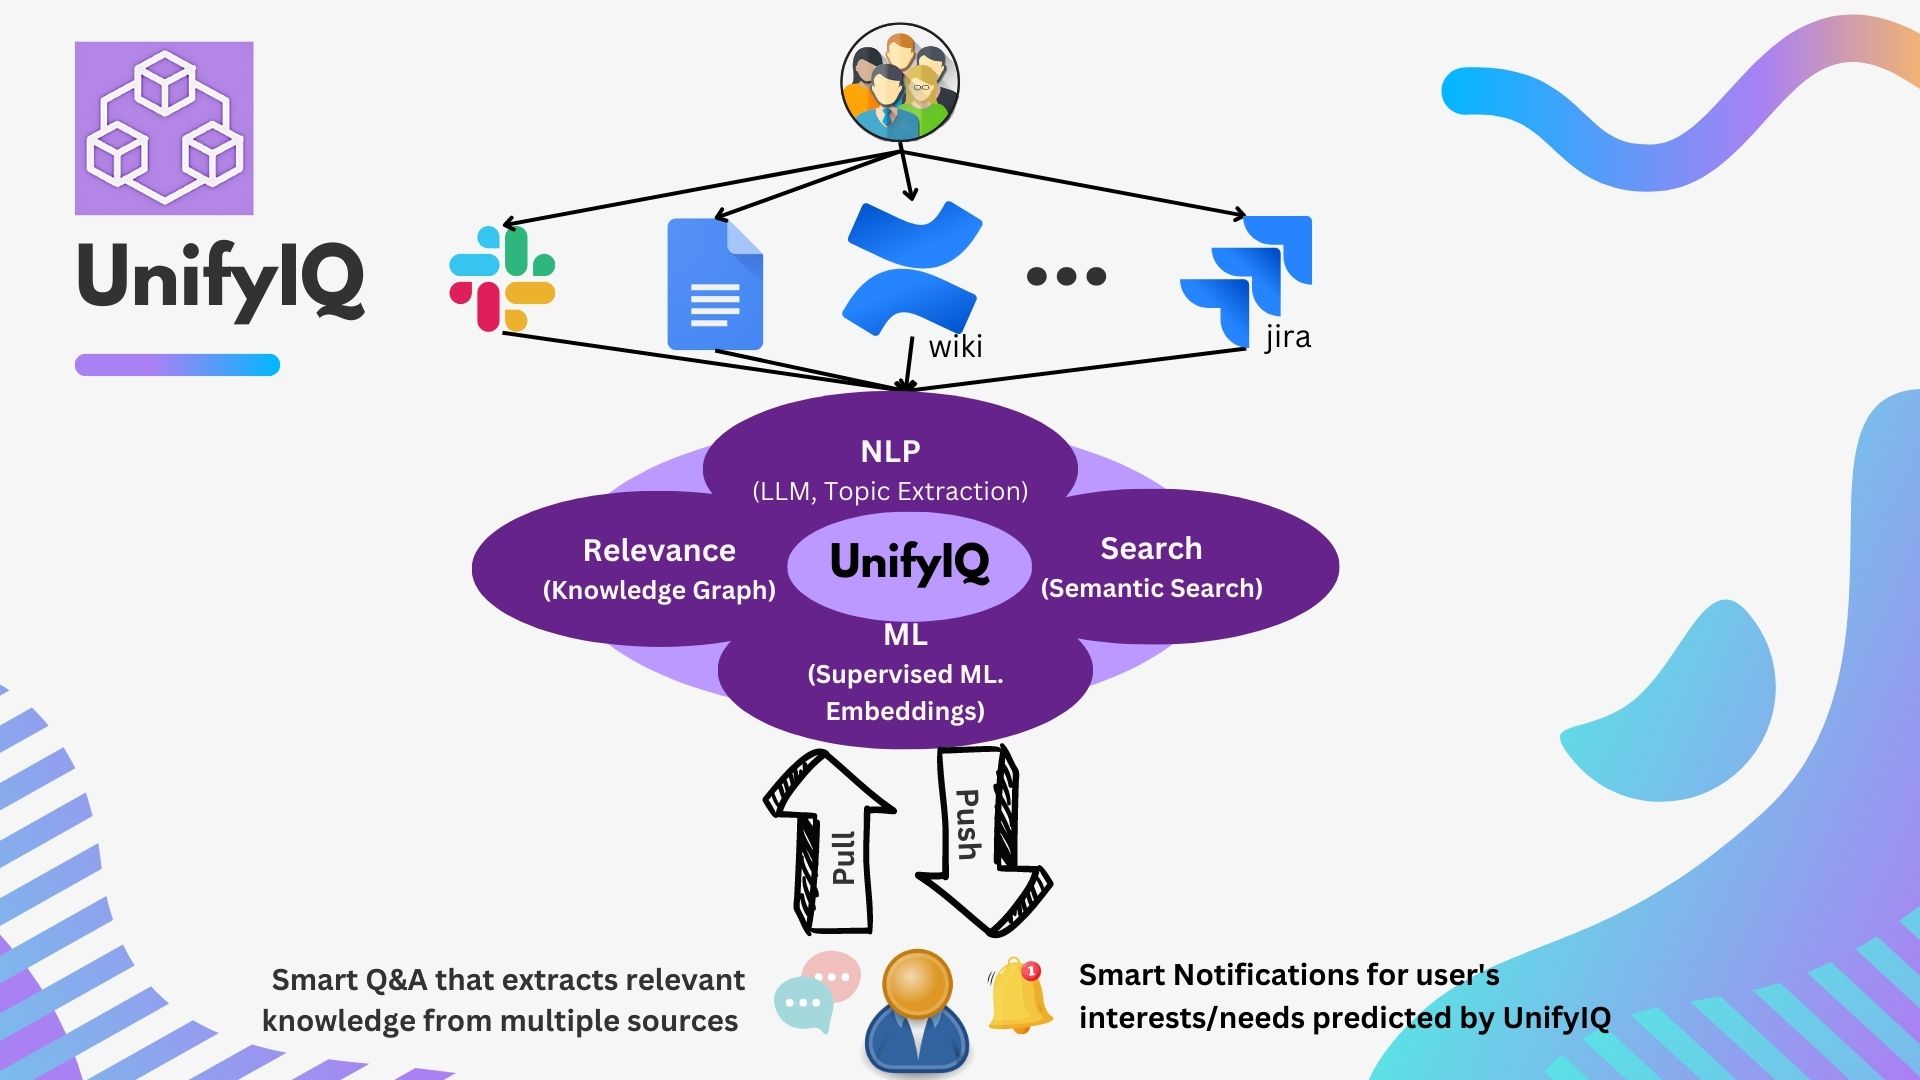 UnifyIQ
wiki
jira
NLP
(LLM, Topic Extraction)
Relevance
(Knowledge Graph)
UnifyIQ
Search
(Semantic Search)
ML
(Supervised ML.
Embeddings)
Pull
Push
Smart Q&A that extracts relevant
knowledge from multiple sources
1
Smart Notifications for user's
interests/needs predicted by UnifyIQ